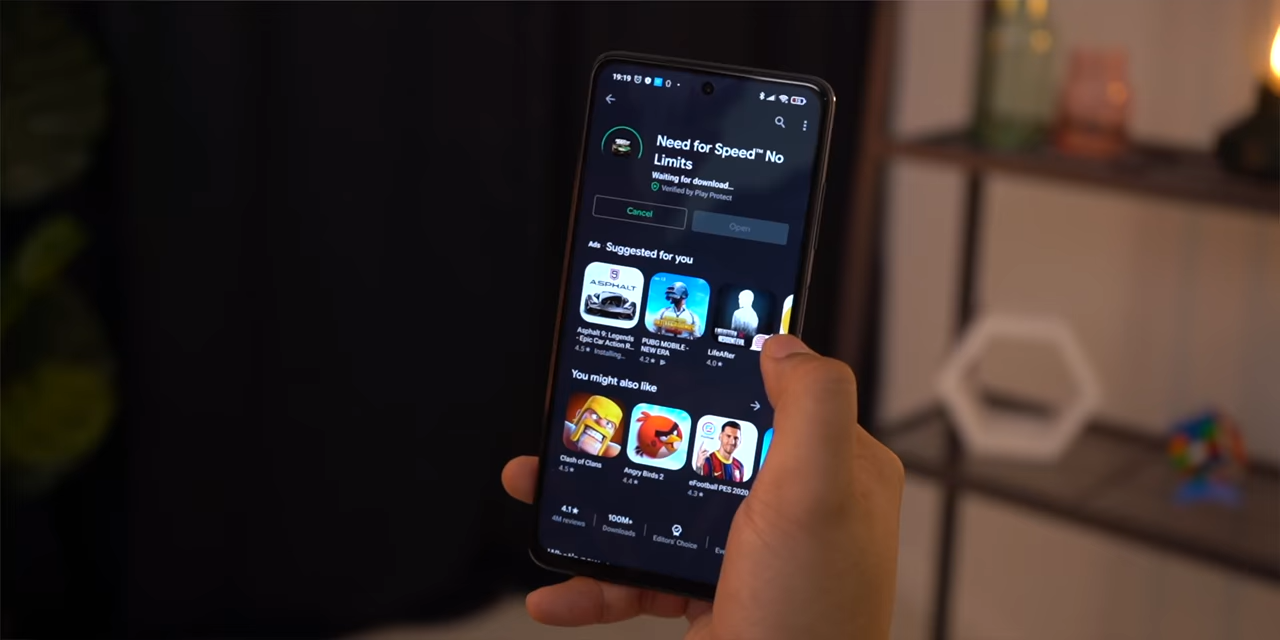 19:19
Need for Speed™ No
Limits
Waiting for download...
Verified by Play Protect
Cancel
Open
Ads · Suggested for you
ASPHALT
Asphalt 9: Legends
- Epic Car Action R...
4.5★ Installing...
PUBG MOBILE -
NEW ERA
4.2★
LifeAfter
4.0★
You might also like
Clash of Clans
4.5★
Angry Birds 2
4.4★
eFootball PES 2020
4.3★
4.1★
4M reviews
100M+
Downloads
Editors' Choice